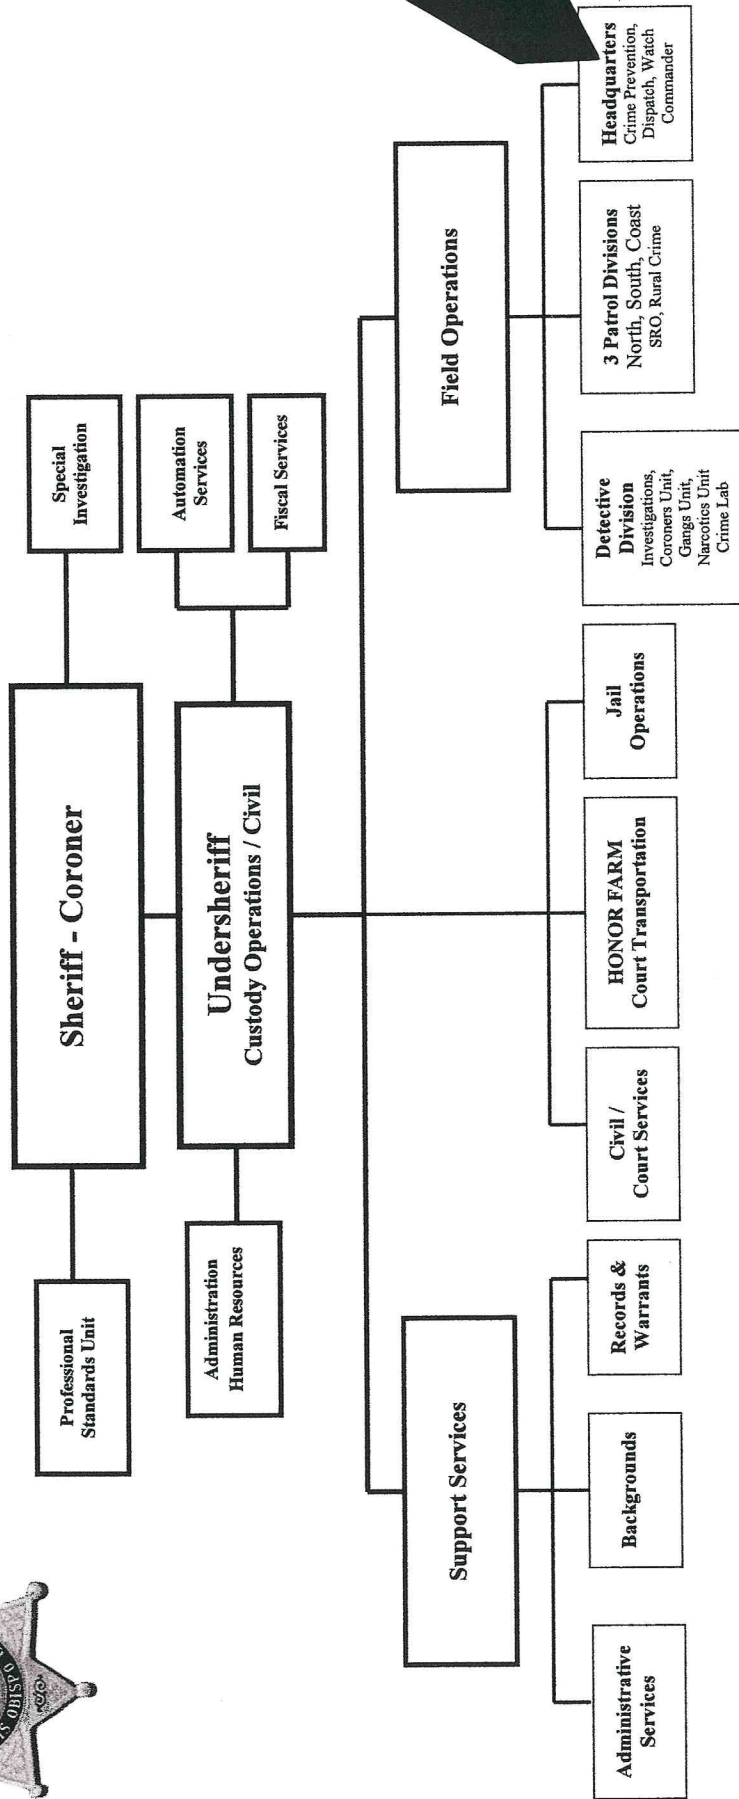 S OBISPO
Sheriff - Coroner
Professional
Standards Unit
Special
Investigation
Undersheriff
Custody Operations / Civil
Administration
Human Resources
Automation
Services
Fiscal Services
Support Services
Field Operations
Administrative
Services
Backgrounds
Records &
Warrants
Civil /
Court Services
HONOR FARM
Court Transportation
Jail
Operations
Detective
Division
Investigations,
Coroners Unit,
Gangs Unit,
Narcotics Unit
Crime Lab
3 Patrol Divisions
North, South, Coast
SRO, Rural Crime
Headquarters
Crime Prevention,
Dispatch, Watch
Commander